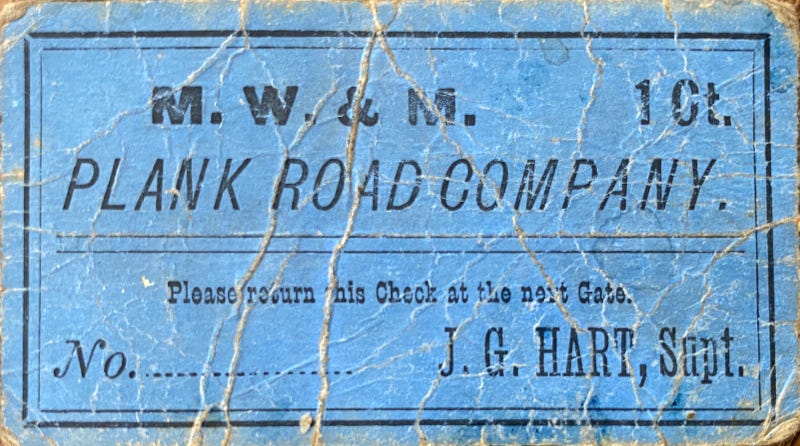 M. W. & M. 1 Ct.
PLANK ROAD COMPANY.
Please return this Check at the next Gate.
No.....................
J. G. HART, Supt.